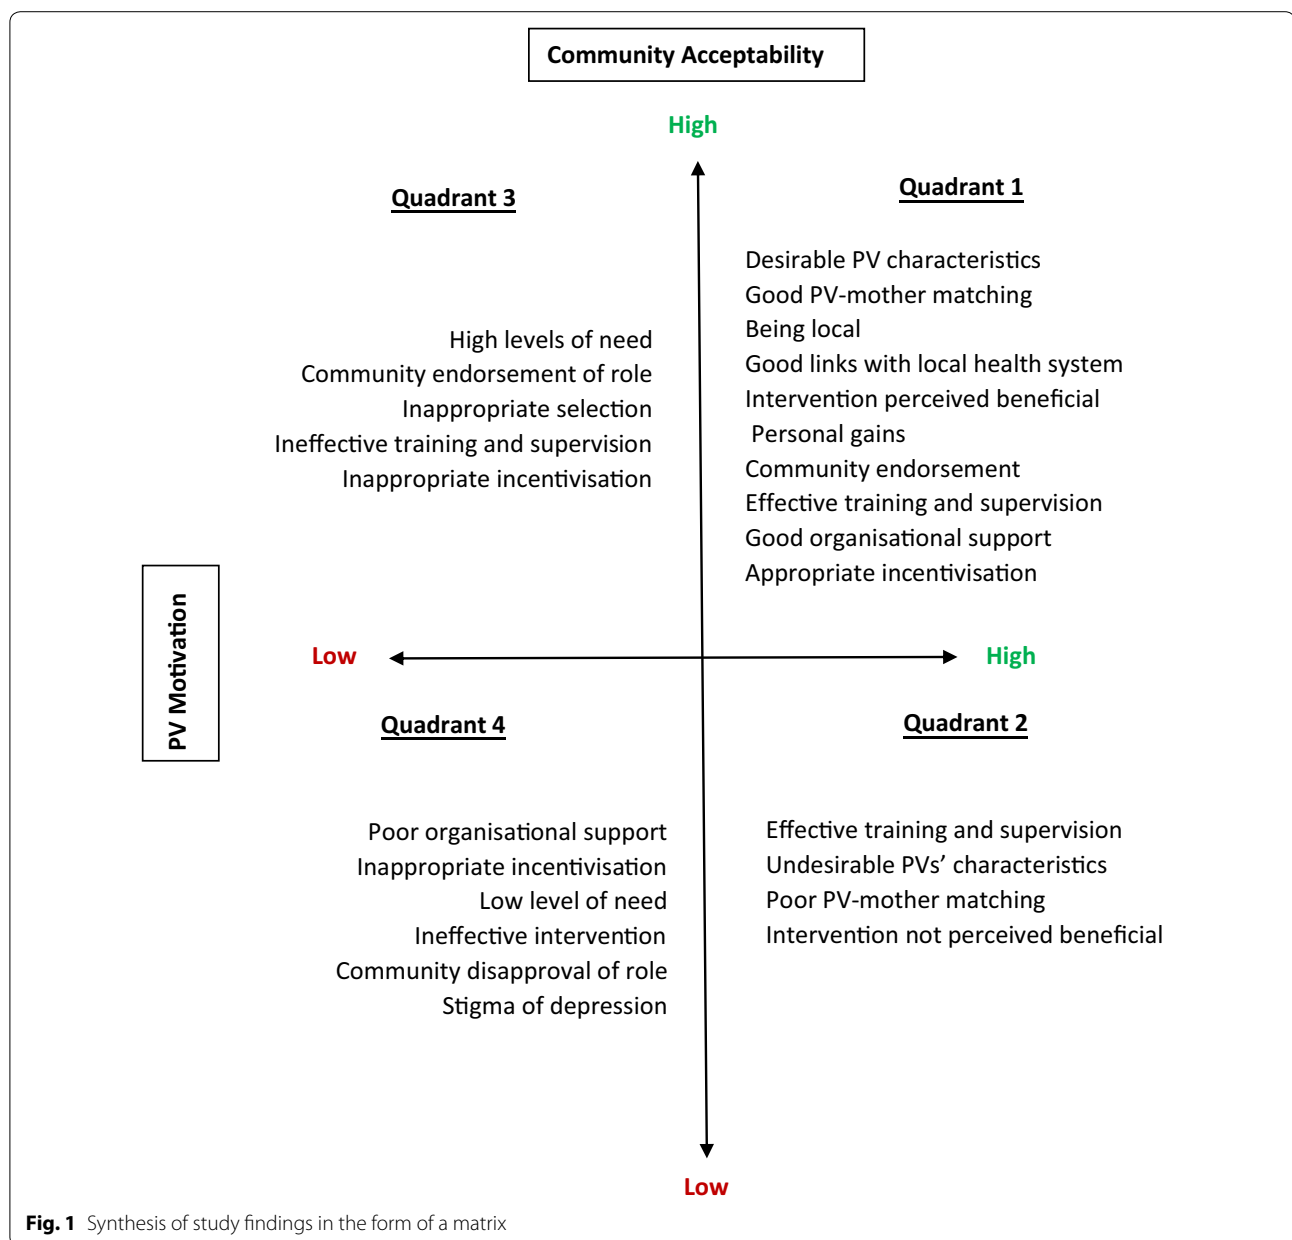 Community Acceptability
High
Quadrant 3
High levels of need
Community endorsement of role
Inappropriate selection
Ineffective training and supervision
Inappropriate incentivisation
Quadrant 1
Desirable PV characteristics
Good PV-mother matching
Being local
Good links with local health system
Intervention perceived beneficial
Personal gains
Community endorsement
Effective training and supervision
Good organisational support
Appropriate incentivisation
PV Motivation
Low
High
Quadrant 4
Poor organisational support
Inappropriate incentivisation
Low level of need
Ineffective intervention
Community disapproval of role
Stigma of depression
Quadrant 2
Effective training and supervision
Undesirable PVs’ characteristics
Poor PV-mother matching
Intervention not perceived beneficial
Low
Fig. 1 Synthesis of study findings in the form of a matrix